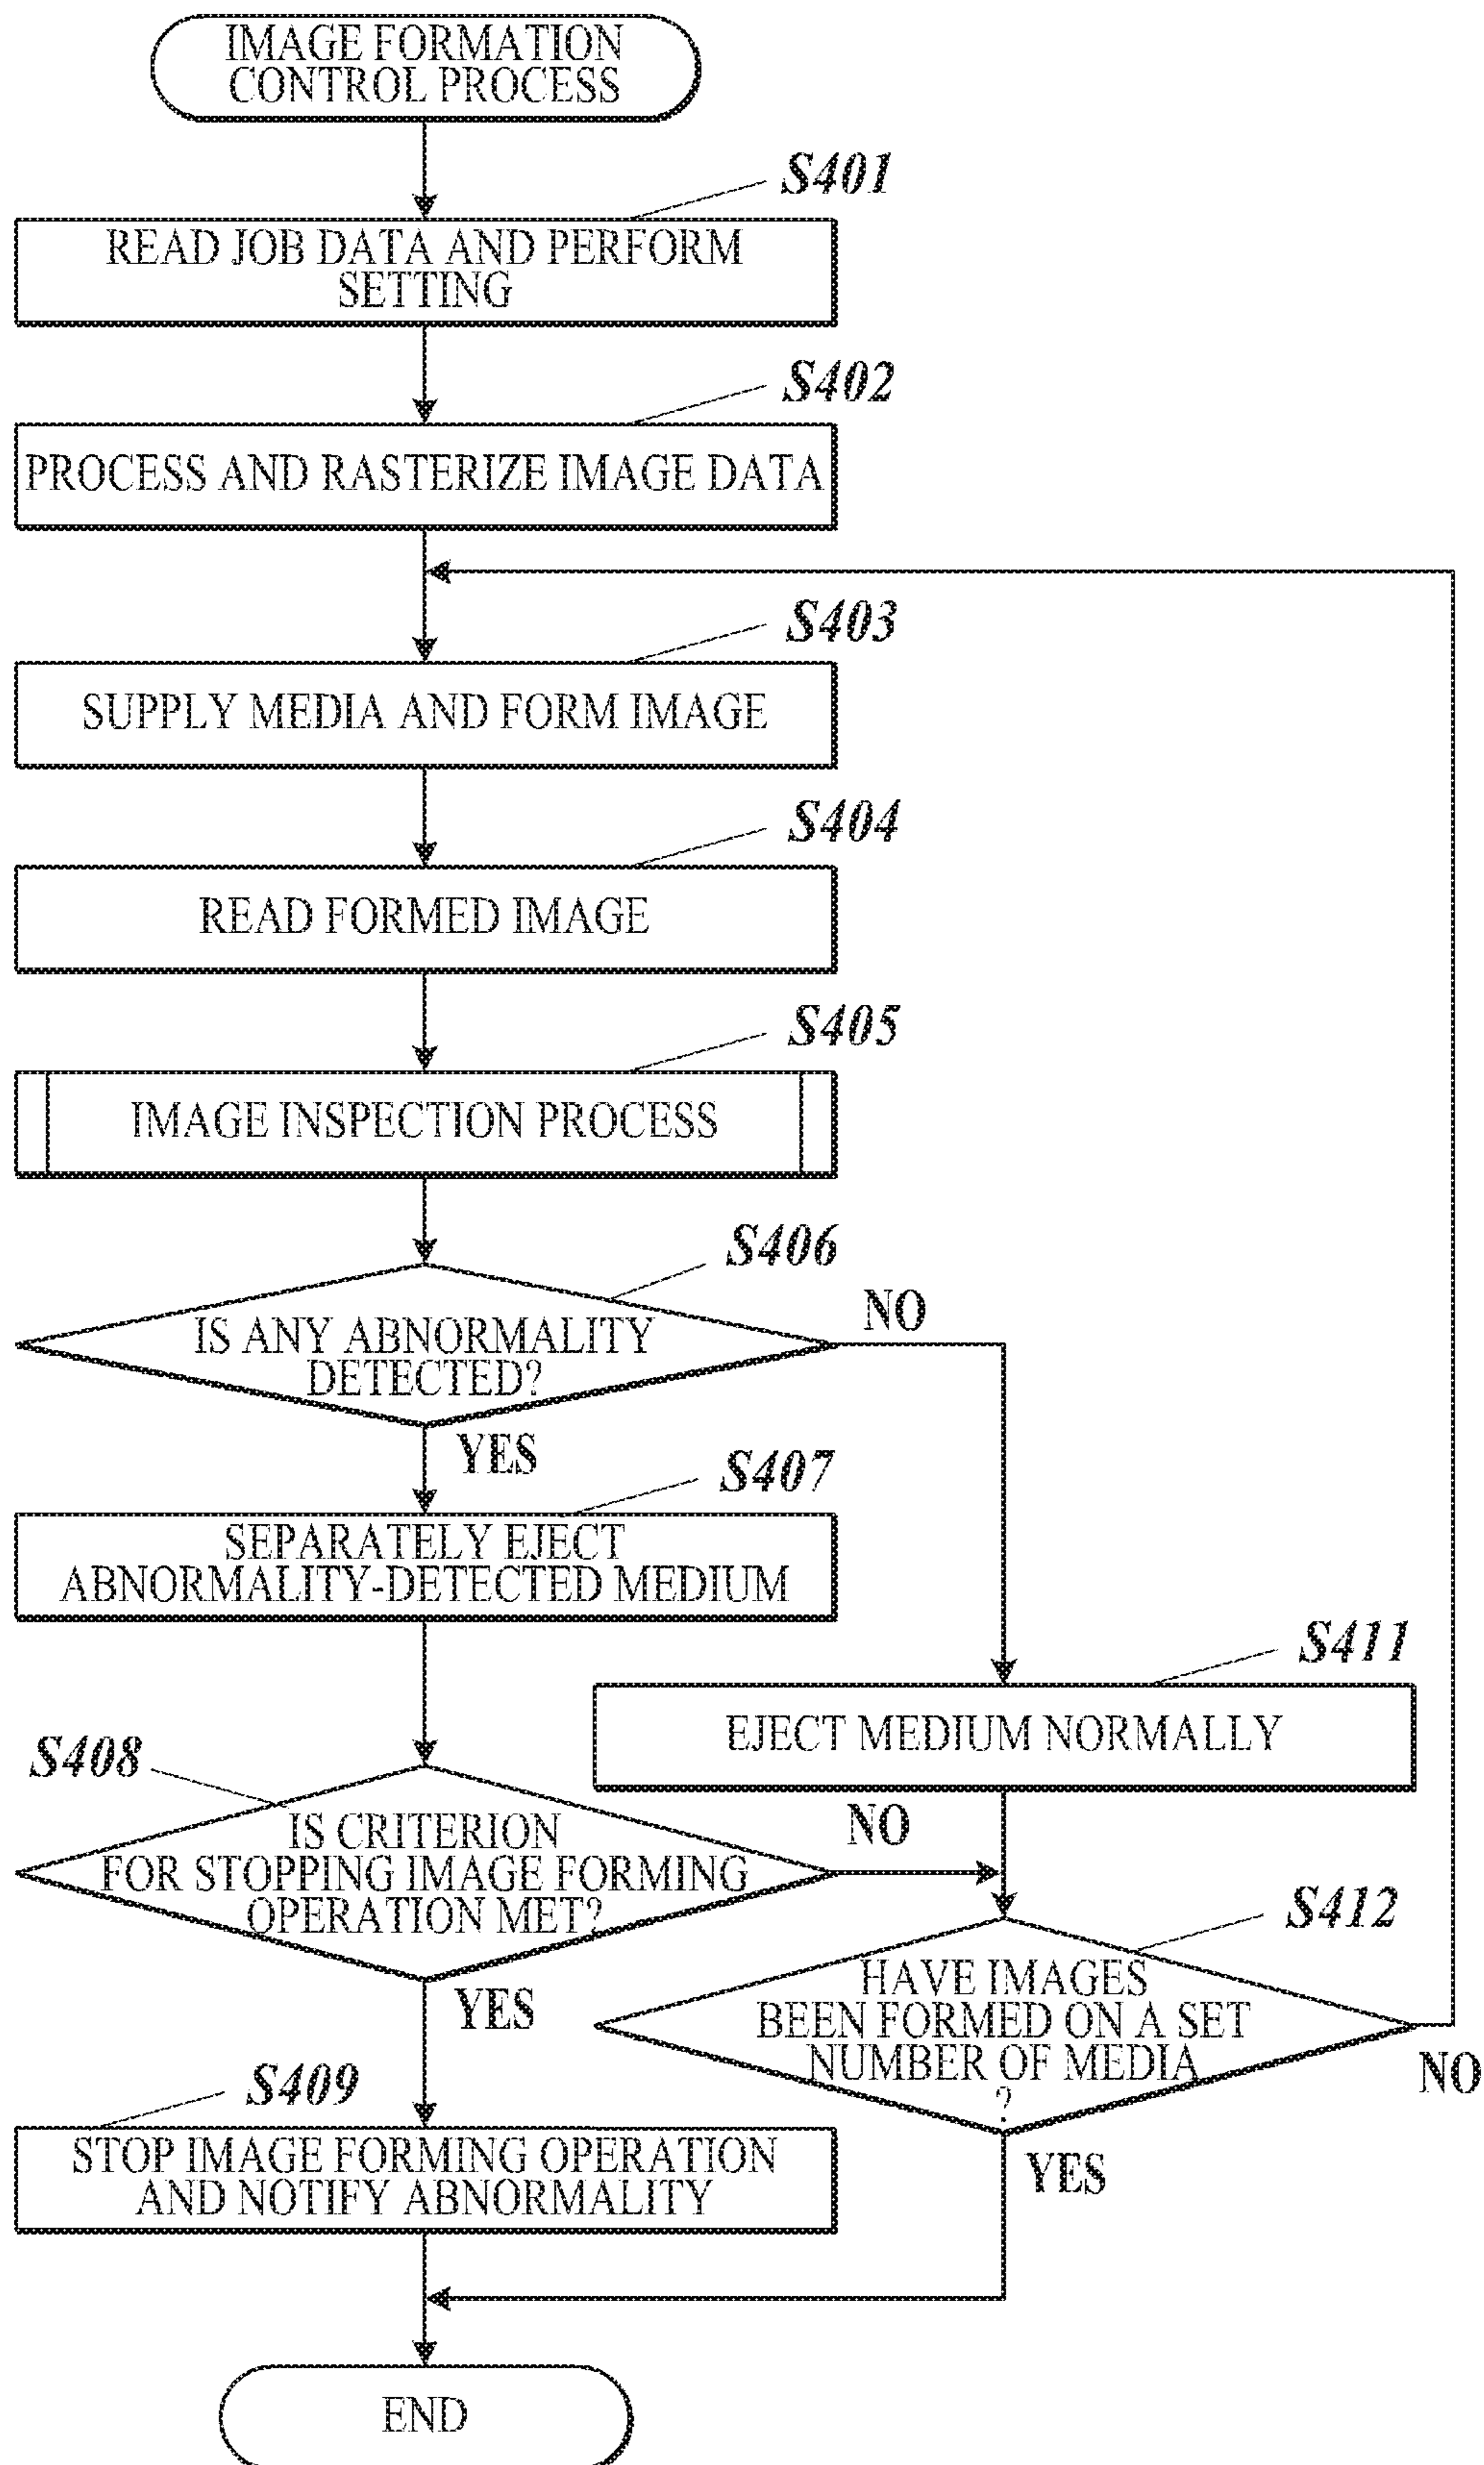 IMAGE FORMATION
CONTROL PROCESS
S401
READ JOB DATA AND PERFORM
SETTING
S402
PROCESS AND RASTERIZE IMAGE DATA
S403
SUPPLY MEDIA AND FORM IMAGE
S404
READ FORMED IMAGE
S405
IMAGE INSPECTION PROCESS
S406
NO
IS ANY ABNORMALITY
DETECTED?
YES
S407
SEPARATELY EJECT
ABNORMALITY-DETECTED MEDIUM
S411
EJECT MEDIUM NORMALLY
S408
NO
IS CRITERION
FOR STOPPING IMAGE FORMING
OPERATION MET?
S412
HAVE IMAGES
BEEN FORMED ON A SET
NUMBER OF MEDIA
?
YES
NO
S409
STOP IMAGE FORMING OPERATION
AND NOTIFY ABNORMALITY
YES
END